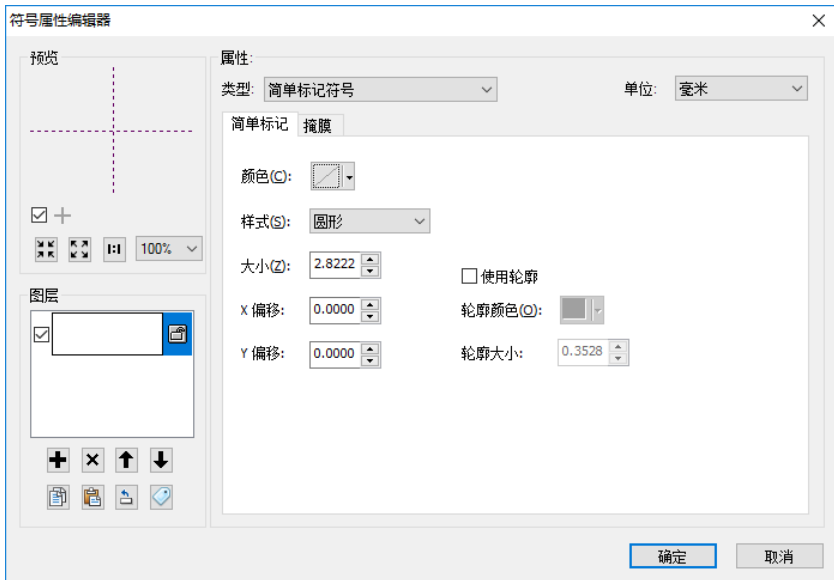 符号属性编辑器
预览
属性:
类型: 简单标记符号 单位: 毫米
简单标记 掩膜
颜色(C):
样式(S): 圆形
1:1 100%
大小(Z): 2.8222
使用轮廓
图层
X 偏移: 0.0000 轮廓颜色(O):
Y 偏移: 0.0000 轮廓大小: 0.3528
确定 取消